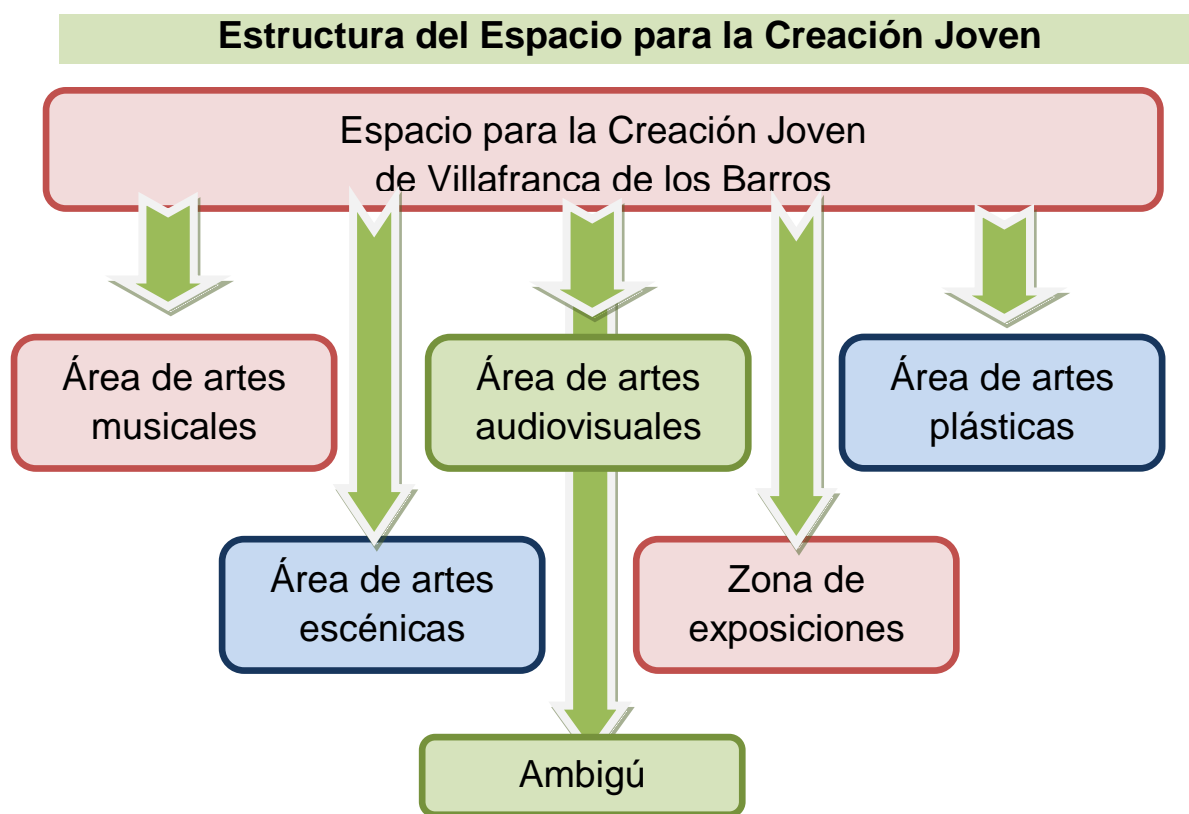 Estructura del Espacio para la Creación Joven
Espacio para la Creación Joven
de Villafranca de los Barros
Área de artes
musicales
Área de artes
audiovisuales
Área de artes
plásticas
Área de artes
escénicas
Zona de
exposiciones
Ambigú